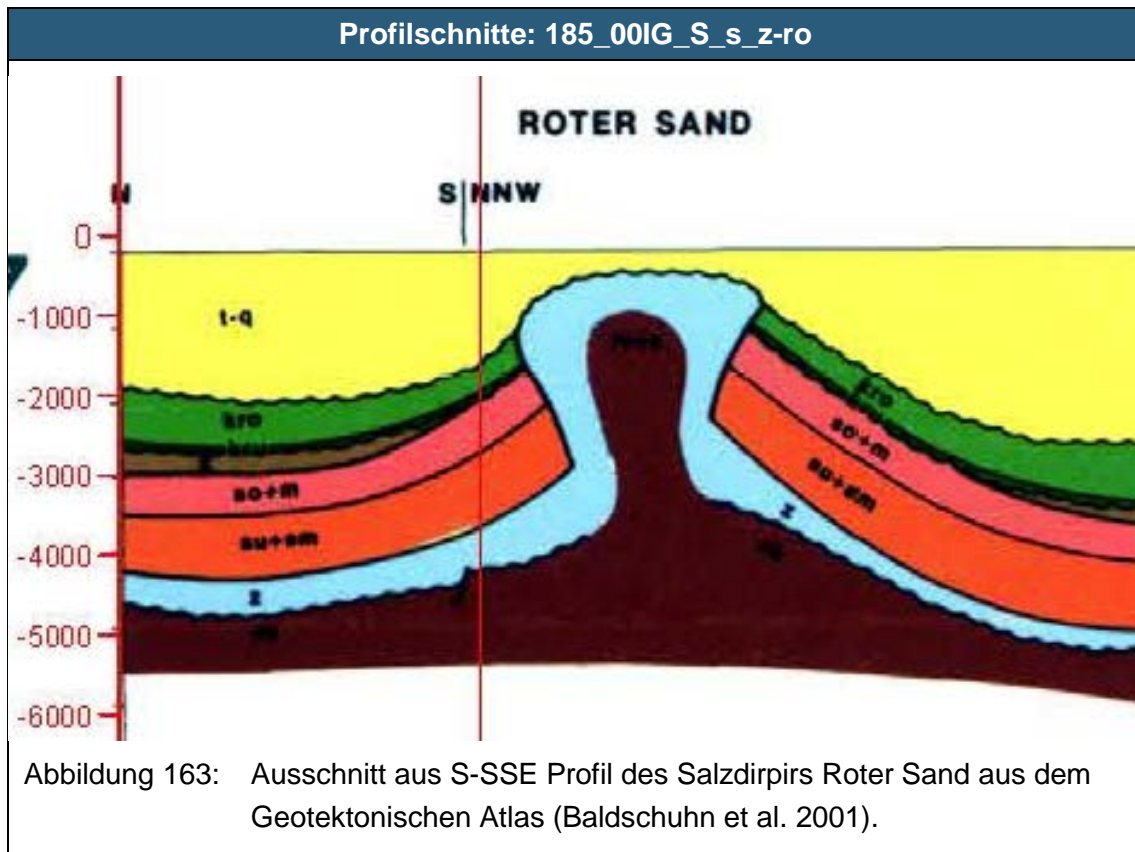 Profilschnitte: 185_00IG_S_s_z-ro
ROTER SAND
N
S NNW
0
-1000
t-q
-2000
kro
kro
so+m
-3000
so+m
su+sm
z
su+sm
-4000
z
-5000
-6000
Abbildung 163: Ausschnitt aus S-SSE Profil des Salzdirpirs Roter Sand aus dem
Geotektonischen Atlas (Baldschuhn et al. 2001).